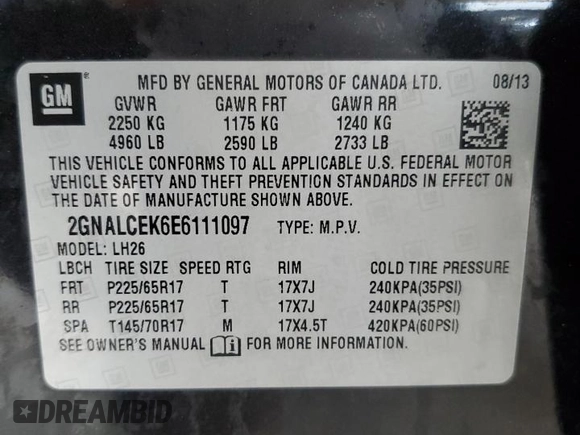 GM ®
MFD BY GENERAL MOTORS OF CANADA LTD. 08/13
GVWR GAWR FRT GAWR RR
2250 KG 1175 KG 1240 KG
4960 LB 2590 LB 2733 LB
THIS VEHICLE CONFORMS TO ALL APPLICABLE U.S. FEDERAL MOTOR
VEHICLE SAFETY AND THEFT PREVENTION STANDARDS IN EFFECT ON
THE DATE OF MANUFACTURE SHOWN ABOVE.
2GNALCEK6E6111097 TYPE: M.P.V.
MODEL: LH26
LBCH TIRE SIZE SPEED RTG RIM COLD TIRE PRESSURE
FRT P225/65R17 T 17X7J 240KPA(35PSI)
RR P225/65R17 T 17X7J 240KPA(35PSI)
SPA T145/70R17 M 17X4.5T 420KPA(60PSI)
SEE OWNER'S MANUAL i FOR MORE INFORMATION.
DREAMBID